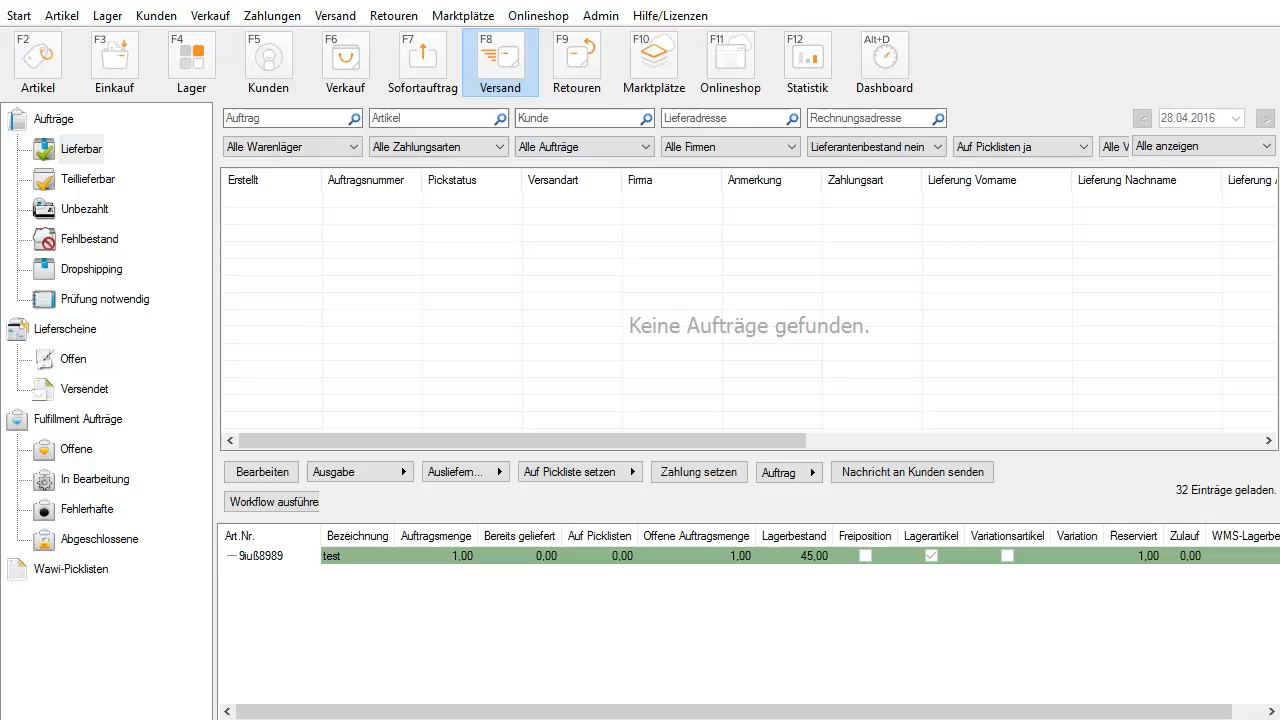 Start Artikel Lager Kunden Verkauf Zahlungen Versand Retouren Marktplätze Onlineshop Admin Hilfe/Lizenzen
F2 F3 F4 F5 F6 F7 F8 F9 F10 F11 F12 Alt+D
Artikel Einkauf Lager Kunden Verkauf Sofortauftrag Versand Retouren Marktplätze Onlineshop Statistik Dashboard
Aufträge
Lieferbar
Teillieferbar
Unbezahlt
Fehlbestand
Dropshipping
Prüfung notwendig
Lieferscheine
Offen
Versendet
Fulfillment Aufträge
Offene
In Bearbeitung
Fehlerhafte
Abgeschlossene
Wawi-Picklisten
Auftrag Artikel Kunde Lieferadresse Rechnungsadresse < 28.04.2016 >
Alle Warenläger Alle Zahlungsarten Alle Aufträge Alle Firmen Lieferantenbestand nein Auf Picklisten ja Alle V Alle anzeigen
Erstellt Auftragsnummer Pickstatus Versandart Firma Anmerkung Zahlungsart Lieferung Vorname Lieferung Nachname Lieferung
Keine Aufträge gefunden.
Bearbeiten Ausgabe Ausliefern... Auf Pickliste setzen Zahlung setzen Auftrag Nachricht an Kunden senden
32 Einträge geladen.
Workflow ausführe
Art.Nr. Bezeichnung Auftragsmenge Bereits geliefert Auf Picklisten Offene Auftragsmenge Lagerbestand Freiposition Lagerartikel Variationsartikel Variation Reserviert Zulauf WMS-Lagerbe
9iuß8989 test 1,00 0,00 0,00 1,00 45,00 1,00 0,00